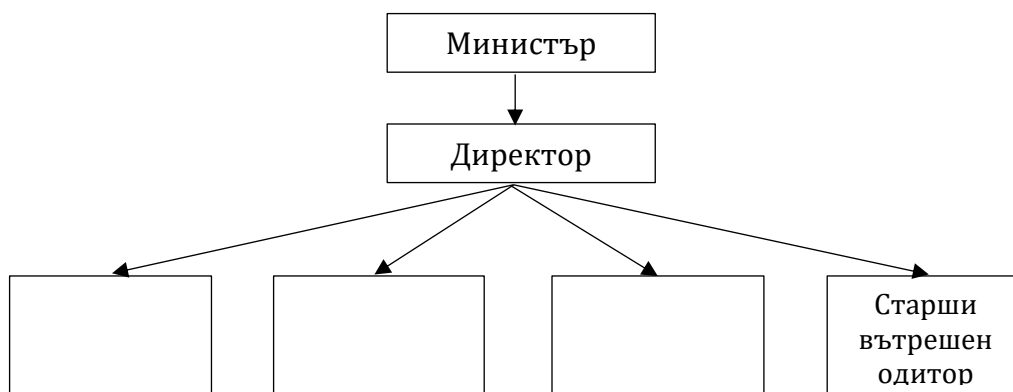 Министър
Директор
Старши
вътрешен
одитор